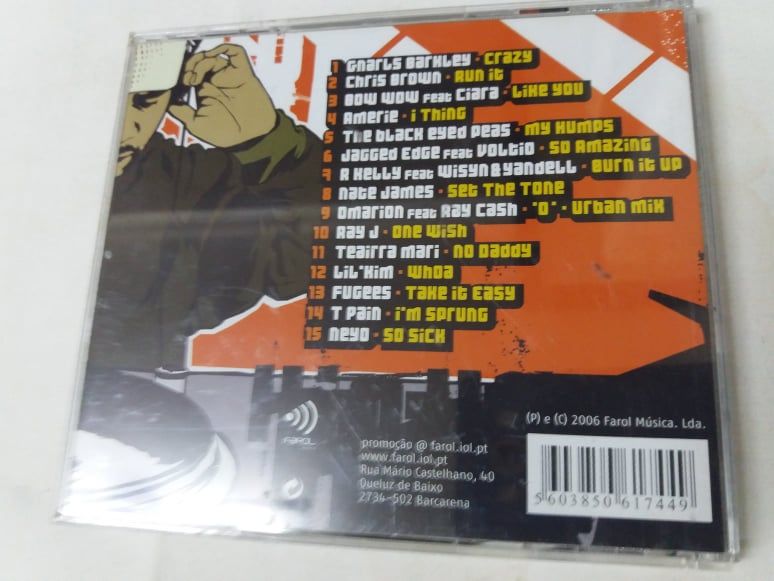 1 Gnarls Barkley - Crazy
2 Chris Brown - Run it
3 Bow Wow feat Ciara - Like You
4 Amerie - i Thing
5 The Black Eyed Peas - My Humps
6 Jagged Edge feat Voltio - So Amazing
7 R Kelly feat Wisyn & Yandell - Burn it Up
8 Nate James - Set The Tone
9 Omarion feat Ray Cash - "O" - Urban Mix
10 Ray J - One Wish
11 Teairra Mari - No Daddy
12 Lil'Kim - Whoa
13 Fugees - Take it Easy
14 T Pain - i'm Sprung
15 Neyo - So Sick
FAROL
promoção @ farol.iol.pt
www.farol.iol.pt
Rua Mário Castelhano, 40
Queluz de Baixo
2734-502 Barcarena
(P) e (C) 2006 Farol Música. Lda.
5 603850 617449